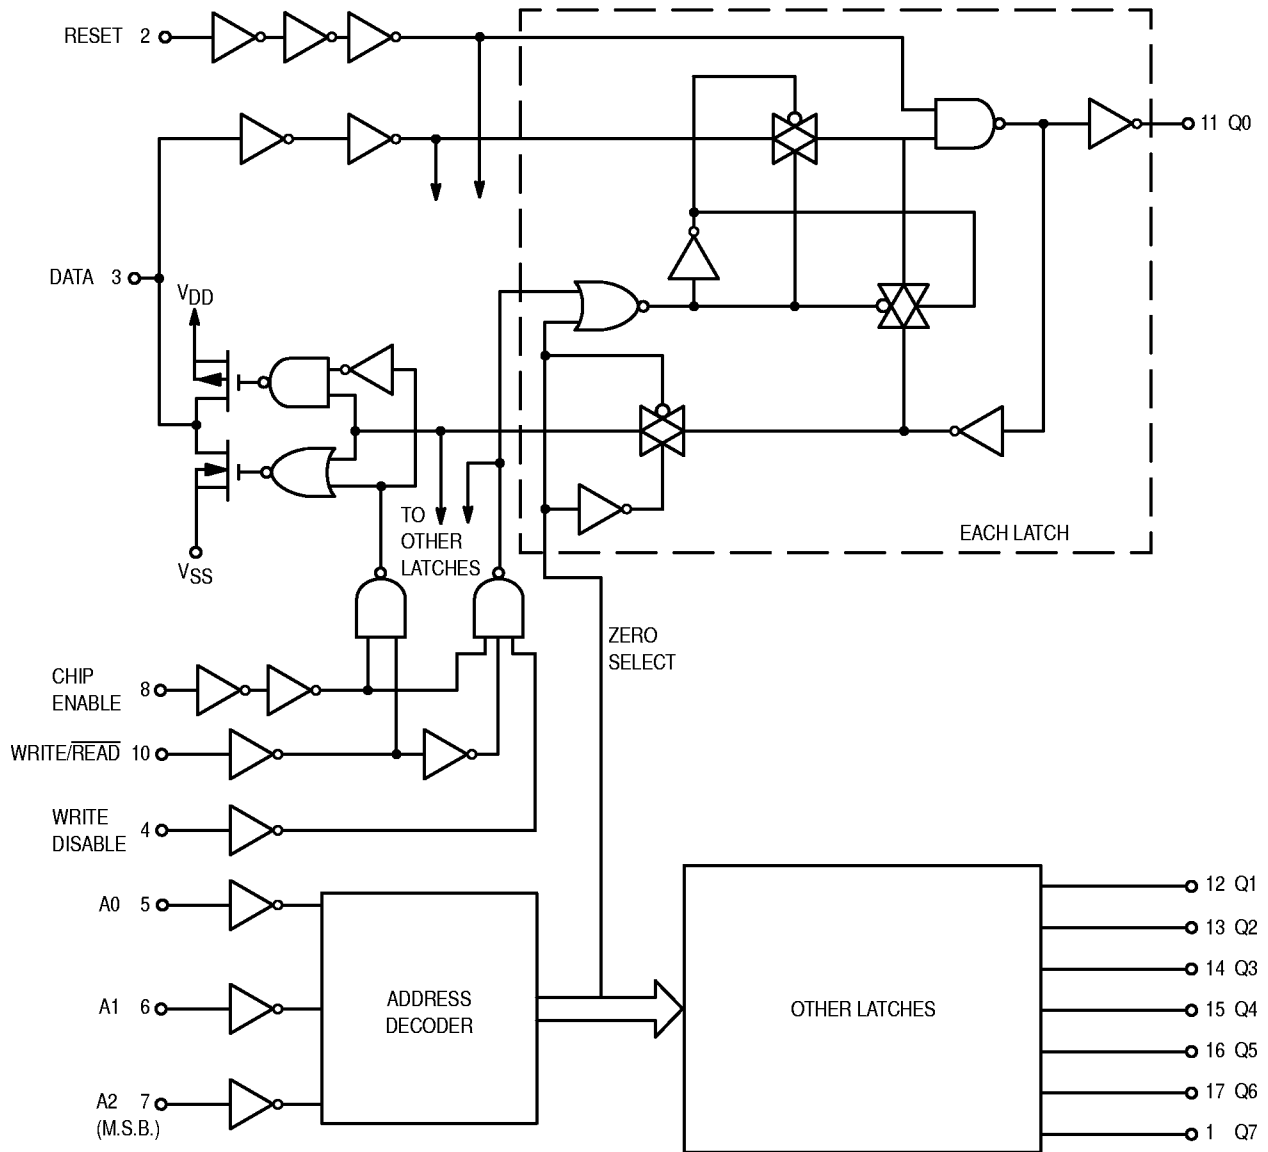 RESET 2
11 Q0
DATA 3
VDD
VSS
TO
OTHER
LATCHES
EACH LATCH
ZERO
SELECT
CHIP
ENABLE 8
WRITE/READ 10
WRITE
DISABLE 4
A0 5
A1 6
A2 7
(M.S.B.)
ADDRESS
DECODER
OTHER LATCHES
12 Q1
13 Q2
14 Q3
15 Q4
16 Q5
17 Q6
1 Q7